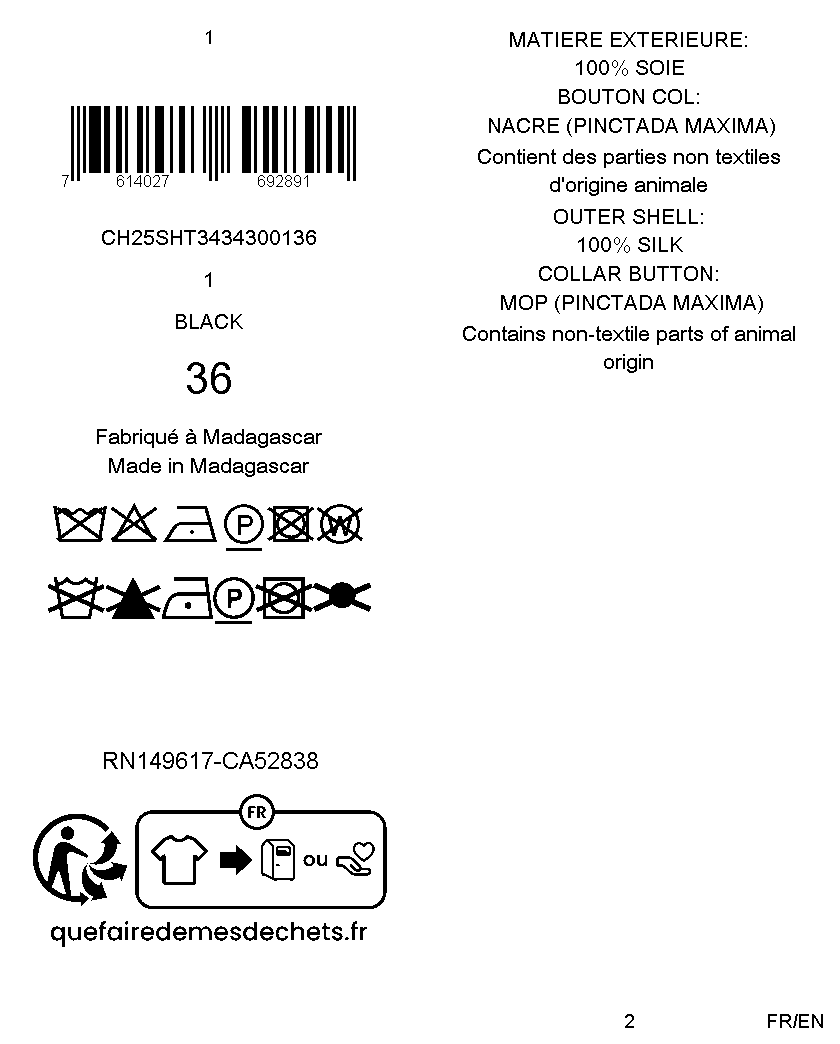 1
7 614027 692891
CH25SHT3434300136
1
BLACK
36
Fabriqué à Madagascar
Made in Madagascar
P
W
P
RN149617-CA52838
FR
ou
quefairedemesdechets.fr
MATIERE EXTERIEURE:
100% SOIE
BOUTON COL:
NACRE (PINCTADA MAXIMA)
Contient des parties non textiles
d'origine animale
OUTER SHELL:
100% SILK
COLLAR BUTTON:
MOP (PINCTADA MAXIMA)
Contains non-textile parts of animal
origin
2
FR/EN